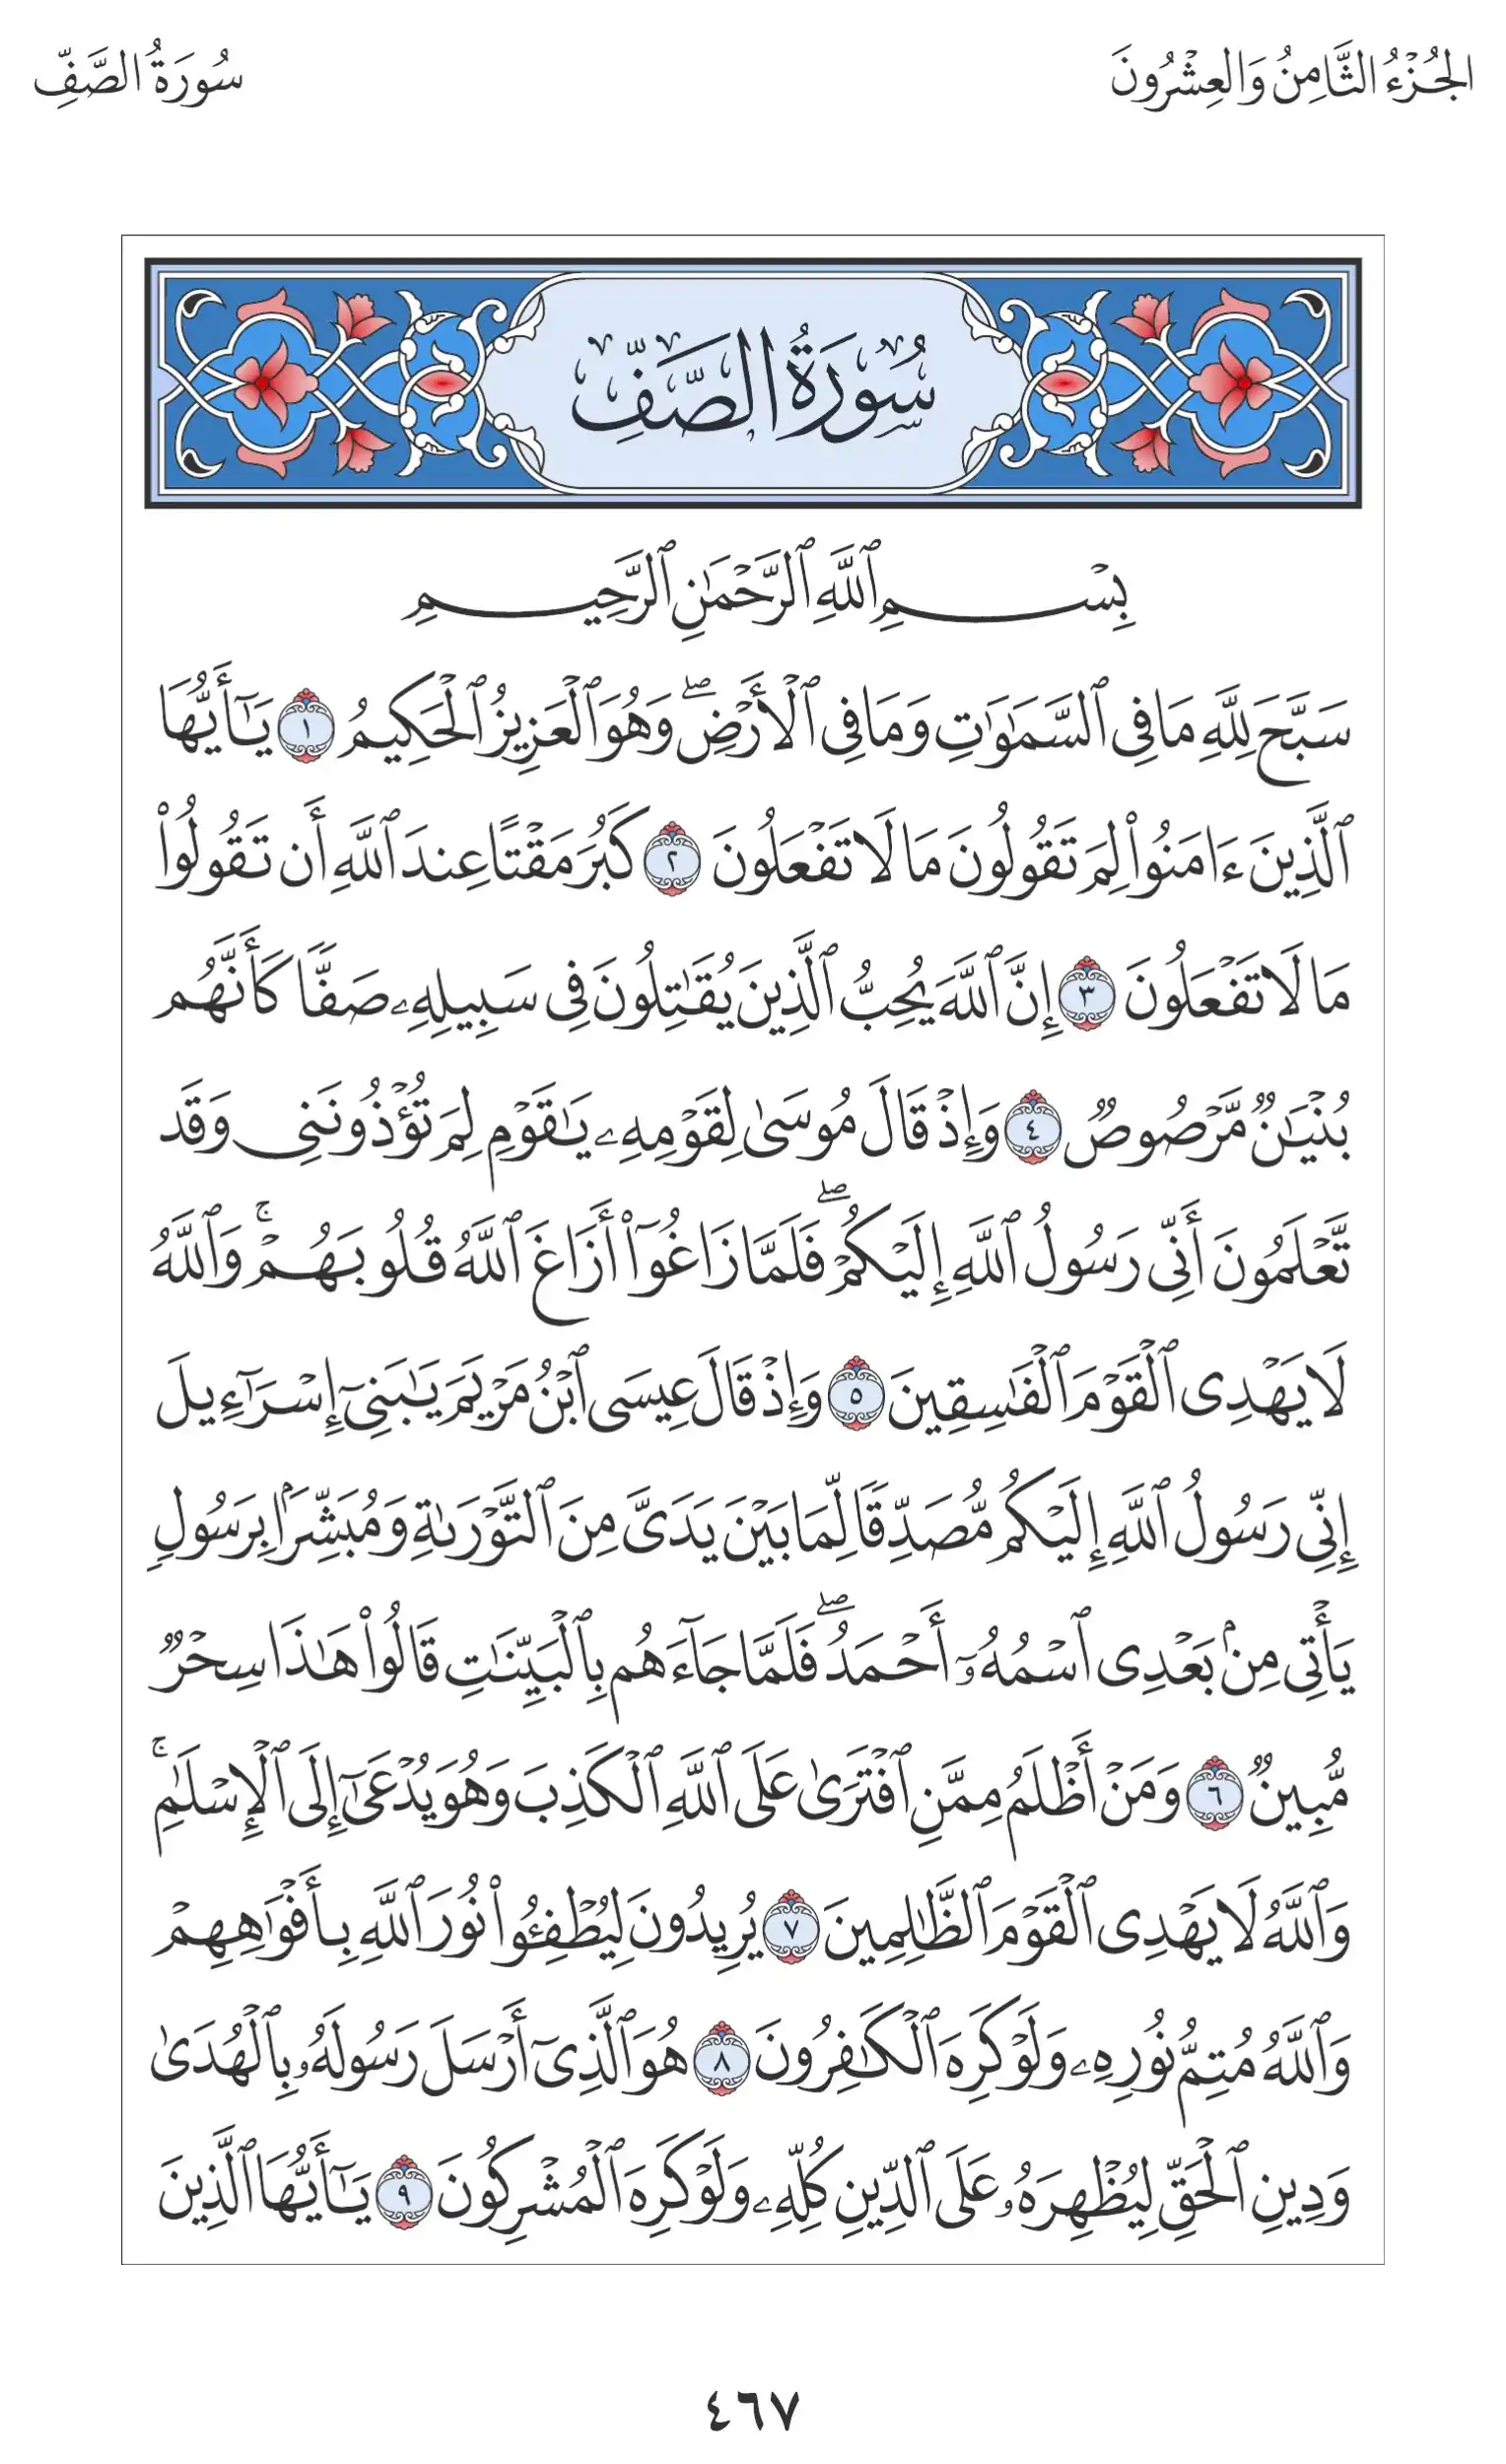 الجُزْءُ الثَّامِنُ وَالعِشْرُونَ
سُورَةُ الصَّفِّ
سُورَةُ الصَّفِّ
بِسۡمِ ٱللَّهِ ٱلرَّحۡمَٰنِ ٱلرَّحِيمِ
سَبَّحَ لِلَّهِ مَا فِي ٱلسَّمَٰوَٰتِ وَمَا فِي ٱلۡأَرۡضِۖ وَهُوَ ٱلۡعَزِيزُ ٱلۡحَكِيمُ ١ يَٰٓأَيُّهَا
ٱلَّذِينَ ءَامَنُواْ لِمَ تَقُولُونَ مَا لَا تَفۡعَلُونَ ٢ كَبُرَ مَقۡتًا عِندَ ٱللَّهِ أَن تَقُولُواْ
مَا لَا تَفۡعَلُونَ ٣ إِنَّ ٱللَّهَ يُحِبُّ ٱلَّذِينَ يُقَٰتِلُونَ فِي سَبِيلِهِۦ صَفّٗا كَأَنَّهُم
بُنۡيَٰنٞ مَّرۡصُوصٞ ٤ وَإِذۡ قَالَ مُوسَىٰ لِقَوۡمِهِۦ يَٰقَوۡمِ لِمَ تُؤۡذُونَنِي وَقَد
تَّعۡلَمُونَ أَنِّي رَسُولُ ٱللَّهِ إِلَيۡكُمۡۖ فَلَمَّا زَاغُوٓاْ أَزَاغَ ٱللَّهُ قُلُوبَهُمۡۚ وَٱللَّهُ
لَا يَهۡدِي ٱلۡقَوۡمَ ٱلۡفَٰسِقِينَ ٥ وَإِذۡ قَالَ عِيسَى ٱبۡنُ مَرۡيَمَ يَٰبَنِيٓ إِسۡرَٰٓءِيلَ
إِنِّي رَسُولُ ٱللَّهِ إِلَيۡكُم مُّصَدِّقٗا لِّمَا بَيۡنَ يَدَيَّ مِنَ ٱلتَّوۡرَىٰةِ وَمُبَشِّرَۢا بِرَسُولٖ
يَأۡتِي مِنۢ بَعۡدِي ٱسۡمُهُۥٓ أَحۡمَدُۖ فَلَمَّا جَآءَهُم بِٱلۡبَيِّنَٰتِ قَالُواْ هَٰذَا سِحۡرٞ
مُّبِينٞ ٦ وَمَنۡ أَظۡلَمُ مِمَّنِ ٱفۡتَرَىٰ عَلَى ٱللَّهِ ٱلۡكَذِبَ وَهُوَ يُدۡعَىٰٓ إِلَى ٱلۡإِسۡلَٰمِۚ
وَٱللَّهُ لَا يَهۡدِي ٱلۡقَوۡمَ ٱلظَّٰلِمِينَ ٧ يُرِيدُونَ لِيُطۡفِـُٔواْ نُورَ ٱللَّهِ بِأَفۡوَٰهِهِمۡ
وَٱللَّهُ مُتِمُّ نُورِهِۦ وَلَوۡ كَرِهَ ٱلۡكَٰفِرُونَ ٨ هُوَ ٱلَّذِيٓ أَرۡسَلَ رَسُولَهُۥ بِٱلۡهُدَىٰ
وَدِينِ ٱلۡحَقِّ لِيُظۡهِرَهُۥ عَلَى ٱلدِّينِ كُلِّهِۦ وَلَوۡ كَرِهَ ٱلۡمُشۡرِكُونَ ٩ يَٰٓأَيُّهَا ٱلَّذِينَ
٤٦٧